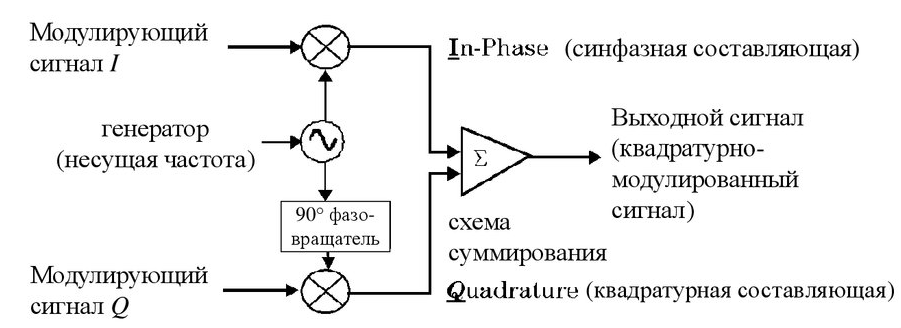 Модулирующий
сигнал I
In-Phase (синфазная составляющая)
генератор
(несущая частота)
Σ
Выходной сигнал
(квадратурно-
модулированный
сигнал)
90° фазо-
вращатель
схема
суммирования
Модулирующий
сигнал Q
Quadrature (квадратурная составляющая)